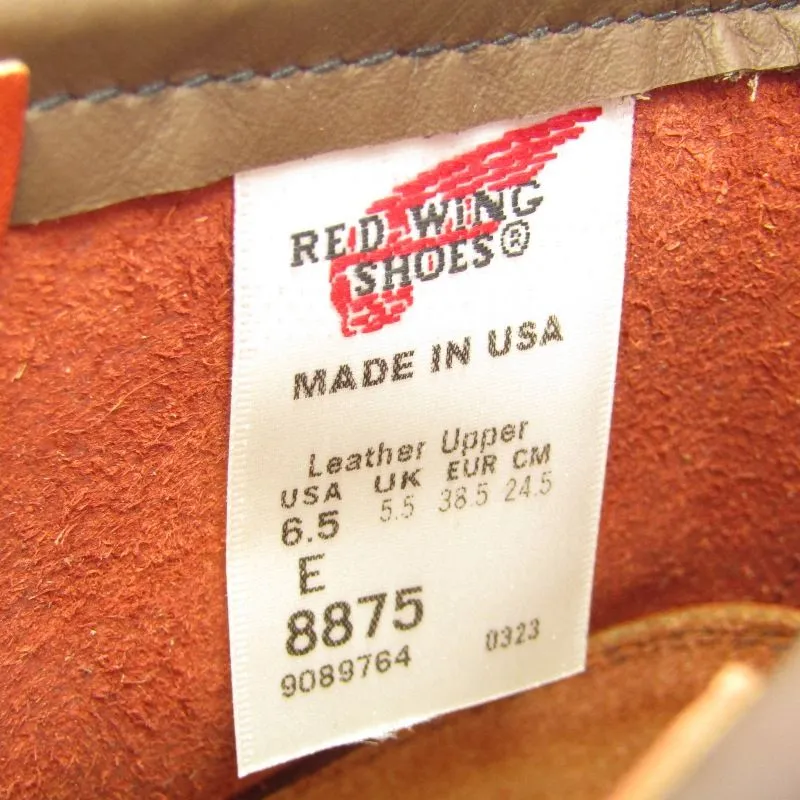 RED WING
SHOES®
MADE IN USA
Leather Upper
USA UK EUR CM
6.5 5.5 38.5 24.5
E
8875
9089764 0323